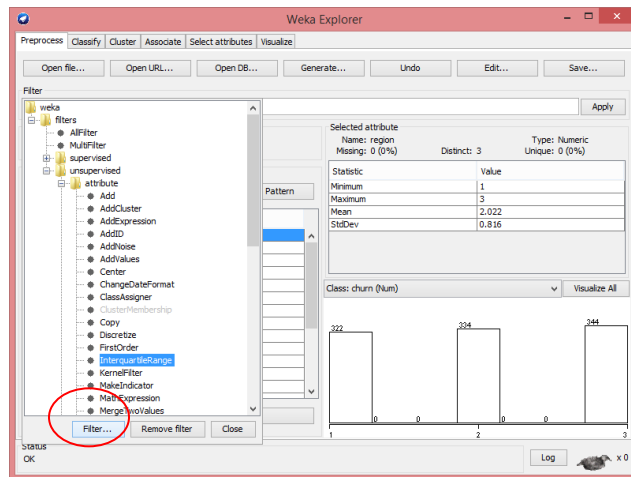 Weka Explorer
Preprocess Classify Cluster Associate Select attributes Visualize
Open file... Open URL... Open DB... Generate... Undo Edit... Save...
Filter
weka
filters
AllFilter
MultiFilter
supervised
unsupervised
attribute
Add
AddCluster
AddExpression
AddID
AddNoise
AddValues
Center
ChangeDateFormat
ClassAssigner
ClusterMembership
Copy
Discretize
FirstOrder
InterquartileRange
KernelFilter
MakeIndicator
MathExpression
MergeTwoValues
Filter... Remove filter Close
Apply
Pattern
Selected attribute
Name: region Type: Numeric
Missing: 0 (0%) Distinct: 3 Unique: 0 (0%)
Statistic Value
Minimum 1
Maximum 3
Mean 2.022
StdDev 0.816
Class: churn (Num) Visualize All
322 334 344
0 0 0 0
1 2 3
Status
OK
Log x 0